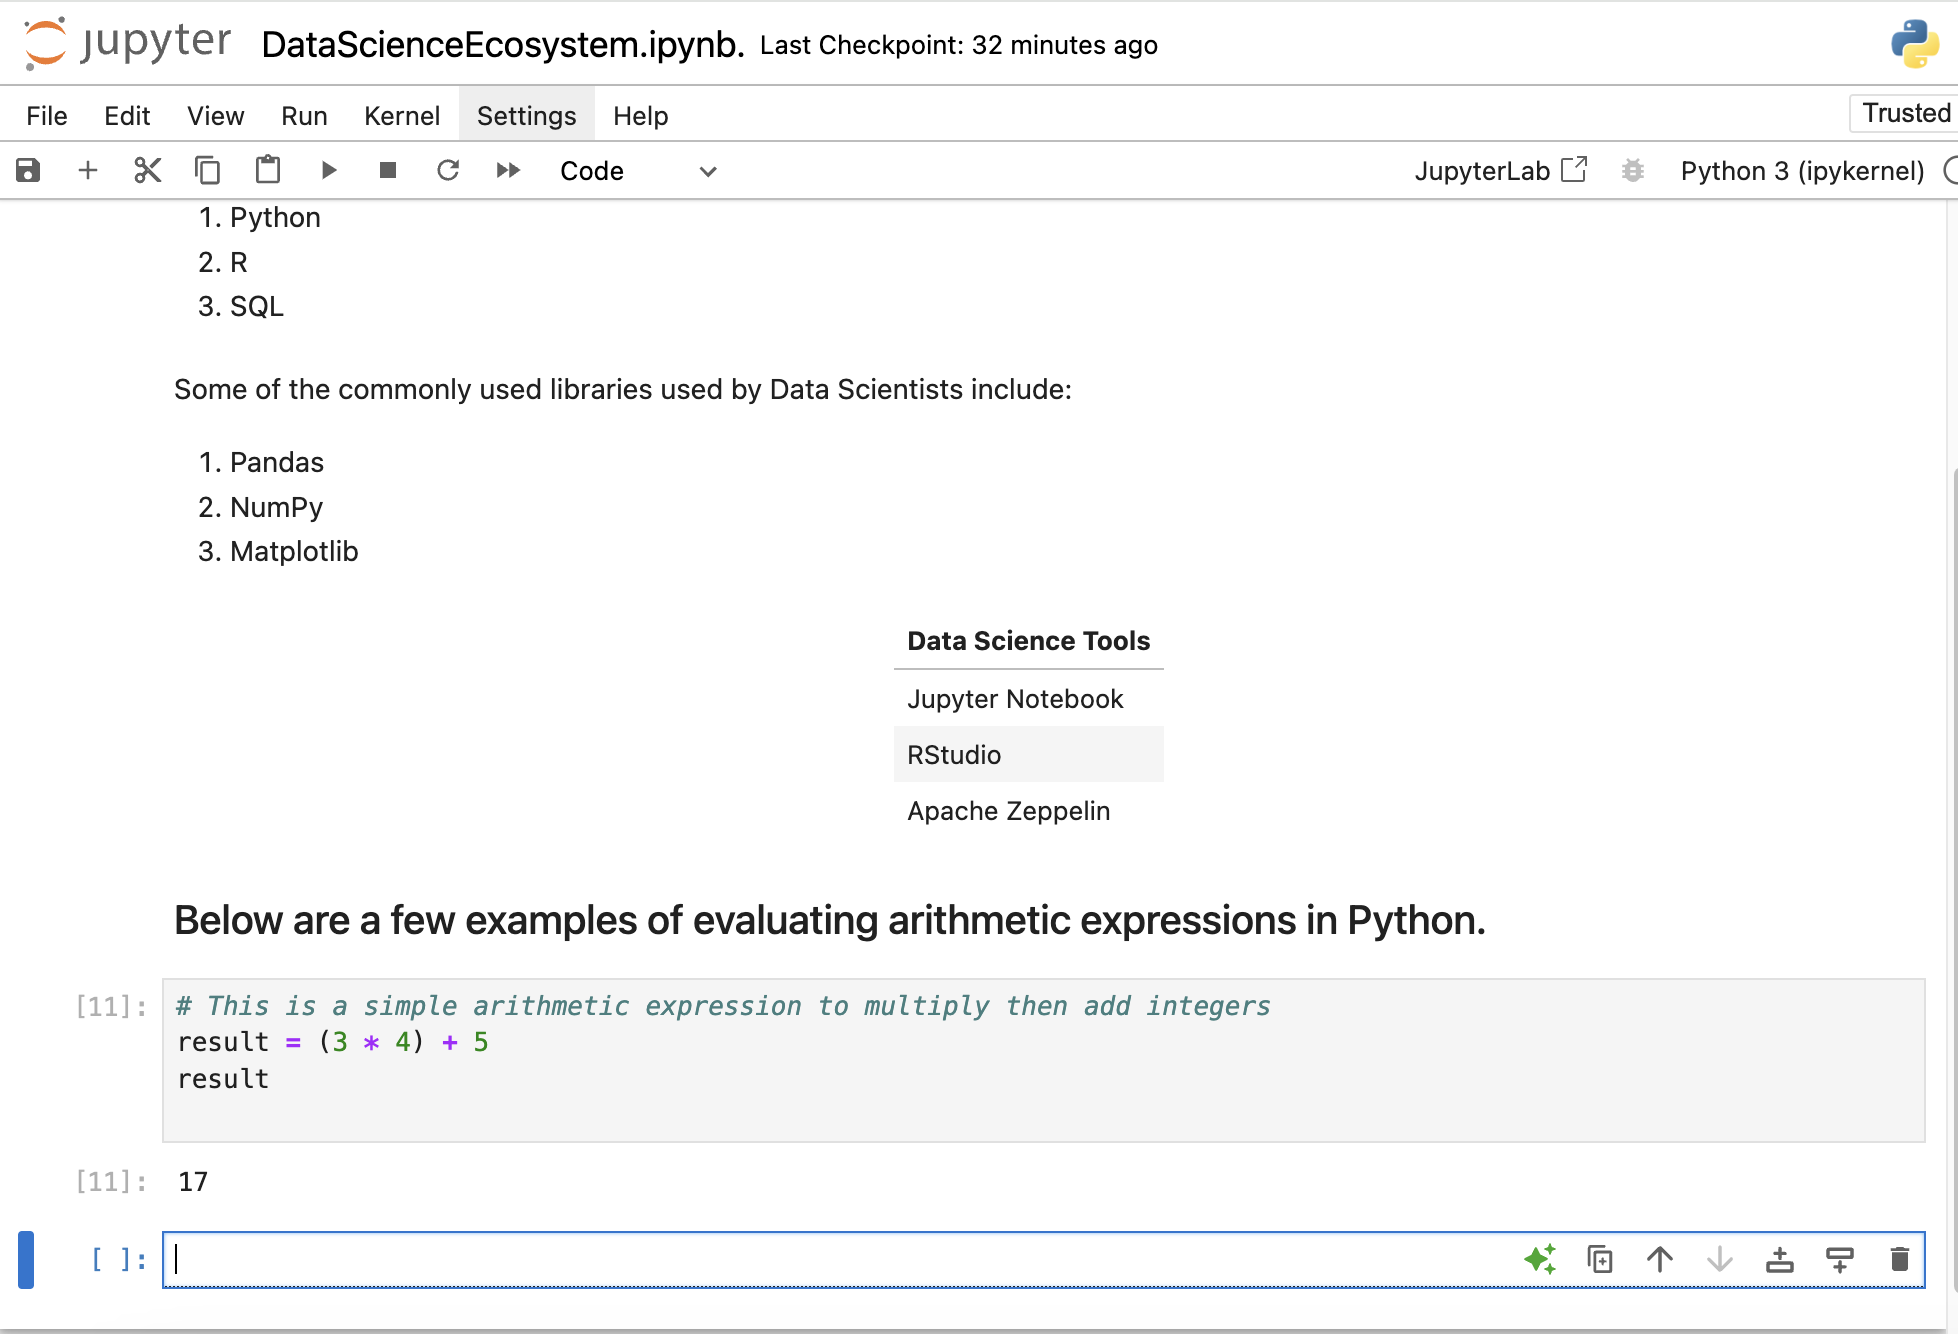 jupyter DataScienceEcosystem.ipynb. Last Checkpoint: 32 minutes ago
File Edit View Run Kernel Settings Help Trusted
Code JupyterLab Python 3 (ipykernel)
1. Python
2. R
3. SQL
Some of the commonly used libraries used by Data Scientists include:
1. Pandas
2. NumPy
3. Matplotlib
Data Science Tools
Jupyter Notebook
RStudio
Apache Zeppelin
Below are a few examples of evaluating arithmetic expressions in Python.
[11]: # This is a simple arithmetic expression to multiply then add integers
result = (3 * 4) + 5
result
[11]: 17
[ ]: